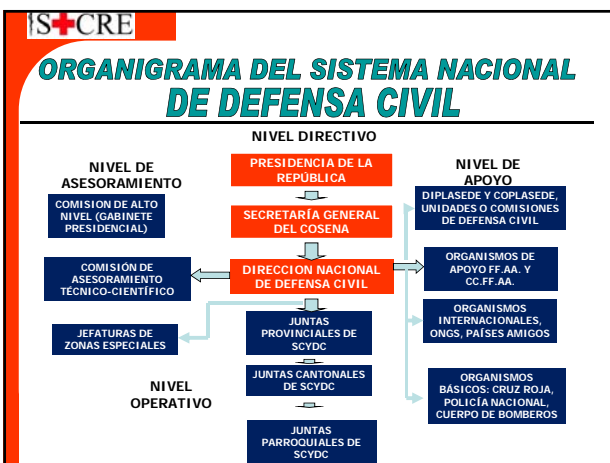 S+CRE
ORGANIGRAMA DEL SISTEMA NACIONAL
DE DEFENSA CIVIL
NIVEL DIRECTIVO
NIVEL DE
ASESORAMIENTO
PRESIDENCIA DE LA
REPÚBLICA
NIVEL DE
APOYO
COMISION DE ALTO
NIVEL (GABINETE
PRESIDENCIAL)
SECRETARÍA GENERAL
DEL COSENA
DIPLASEDE Y COPLASEDE,
UNIDADES O COMISIONES
DE DEFENSA CIVIL
COMISIÓN DE
ASESORAMIENTO
TÉCNICO-CIENTÍFICO
DIRECCION NACIONAL
DE DEFENSA CIVIL
ORGANISMOS DE
APOYO FF.AA. Y
CC.FF.AA.
JEFATURAS DE
ZONAS ESPECIALES
JUNTAS
PROVINCIALES DE
SCYDC
ORGANISMOS
INTERNACIONALES,
ONGS, PAÍSES AMIGOS
NIVEL
OPERATIVO
JUNTAS CANTONALES
DE SCYDC
ORGANISMOS
BÁSICOS: CRUZ ROJA,
POLICÍA NACIONAL,
CUERPO DE BOMBEROS
JUNTAS
PARROQUIALES DE
SCYDC